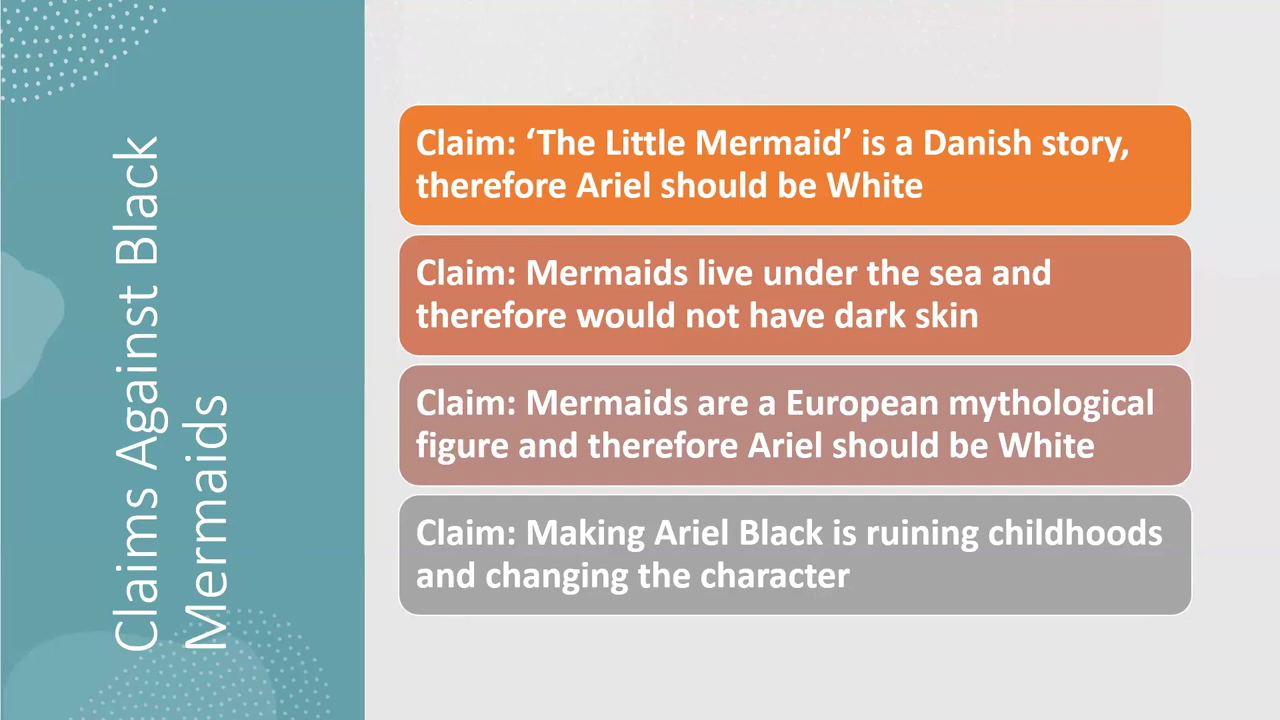 Claims Against Black
Mermaids
Claim: ‘The Little Mermaid’ is a Danish story,
therefore Ariel should be White
Claim: Mermaids live under the sea and
therefore would not have dark skin
Claim: Mermaids are a European mythological
figure and therefore Ariel should be White
Claim: Making Ariel Black is ruining childhoods
and changing the character